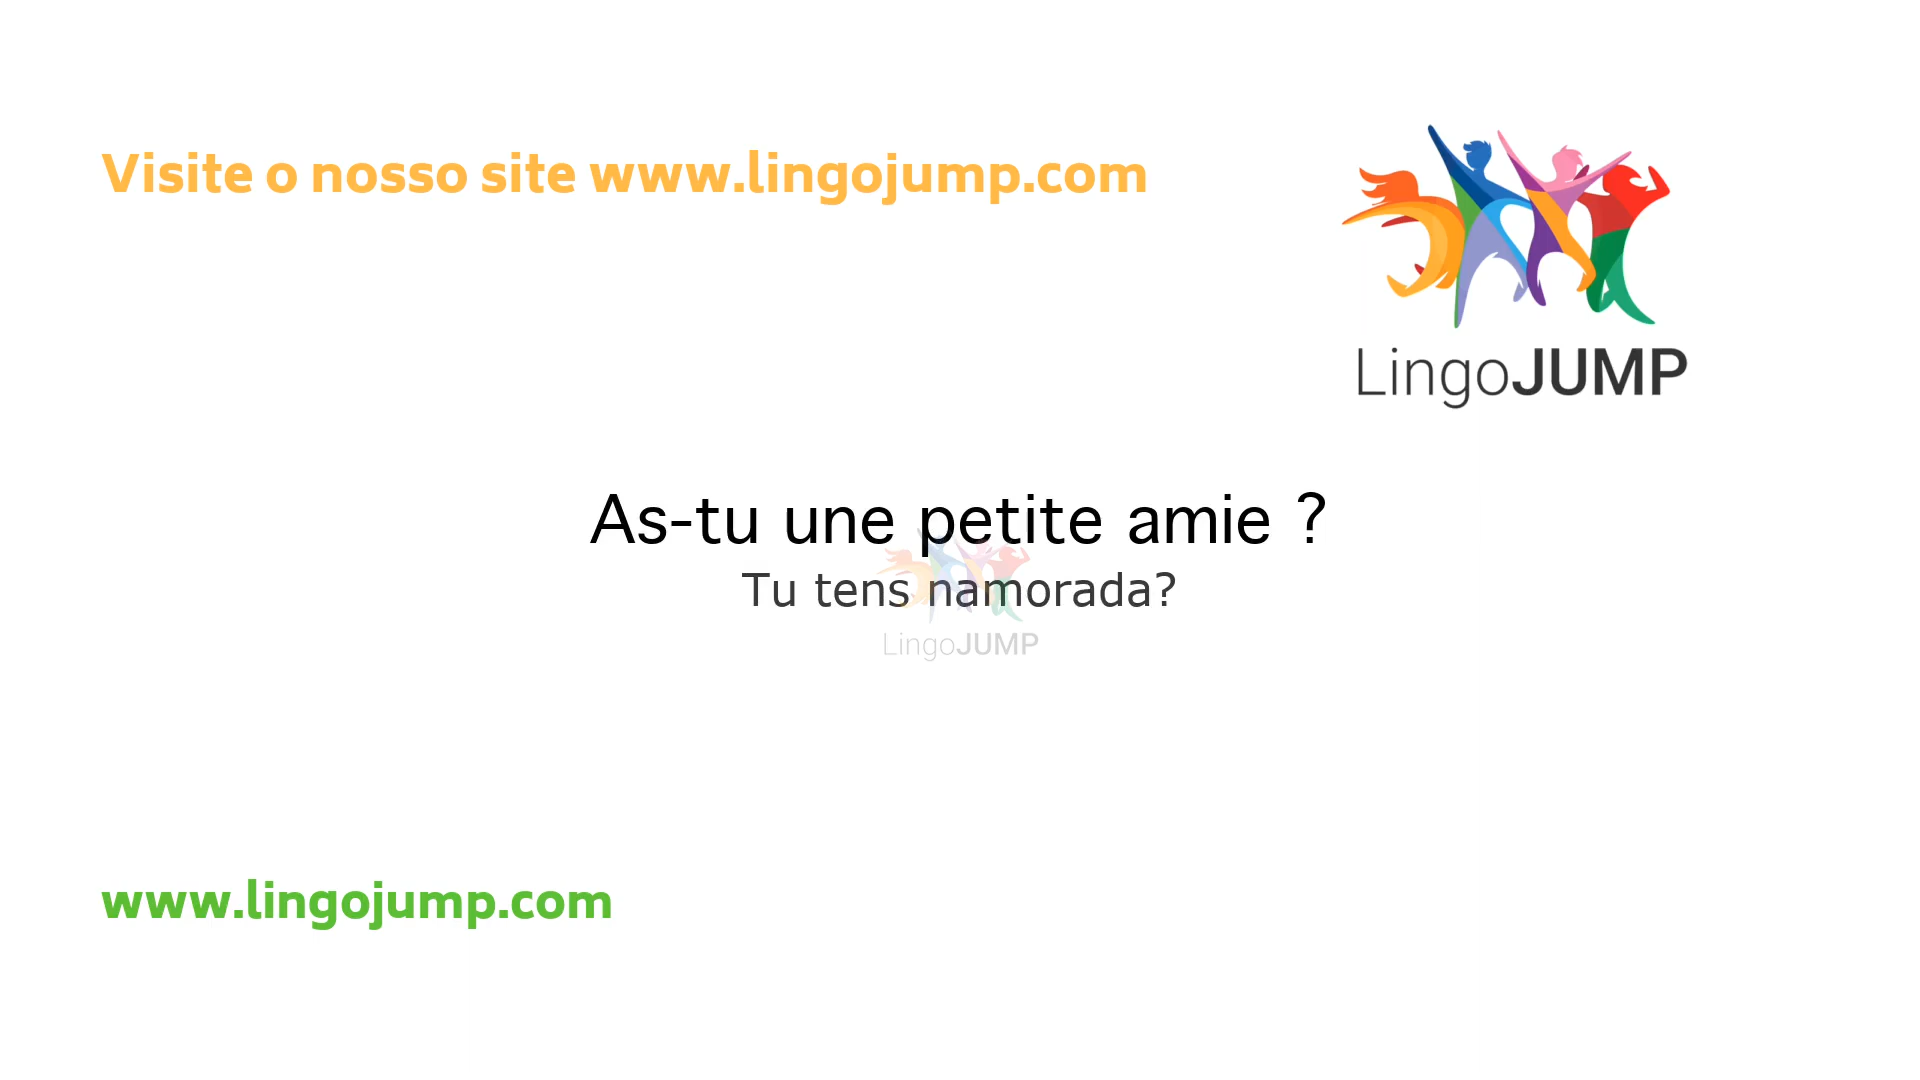 Visite o nosso site www.lingojump.com
LingoJUMP
As-tu une petite amie ?
Tu tens namorada?
LingoJUMP
www.lingojump.com